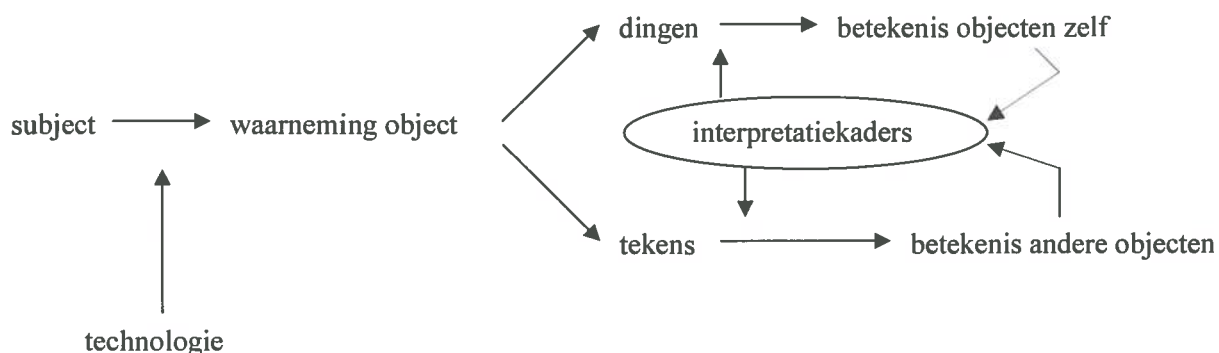 dingen betekenis objecten zelf
subject waarneming object interpretatiekaders
tekens betekenis andere objecten
technologie